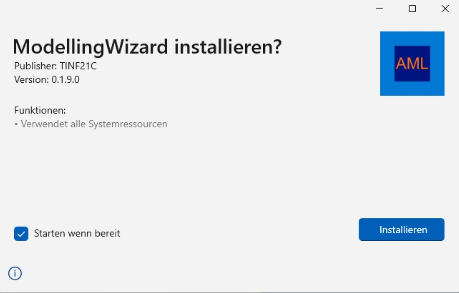 ModellingWizard installieren?
Publisher: TINF21C
Version: 0.1.9.0
AML
Funktionen:
• Verwendet alle Systemressourcen
Starten wenn bereit
Installieren